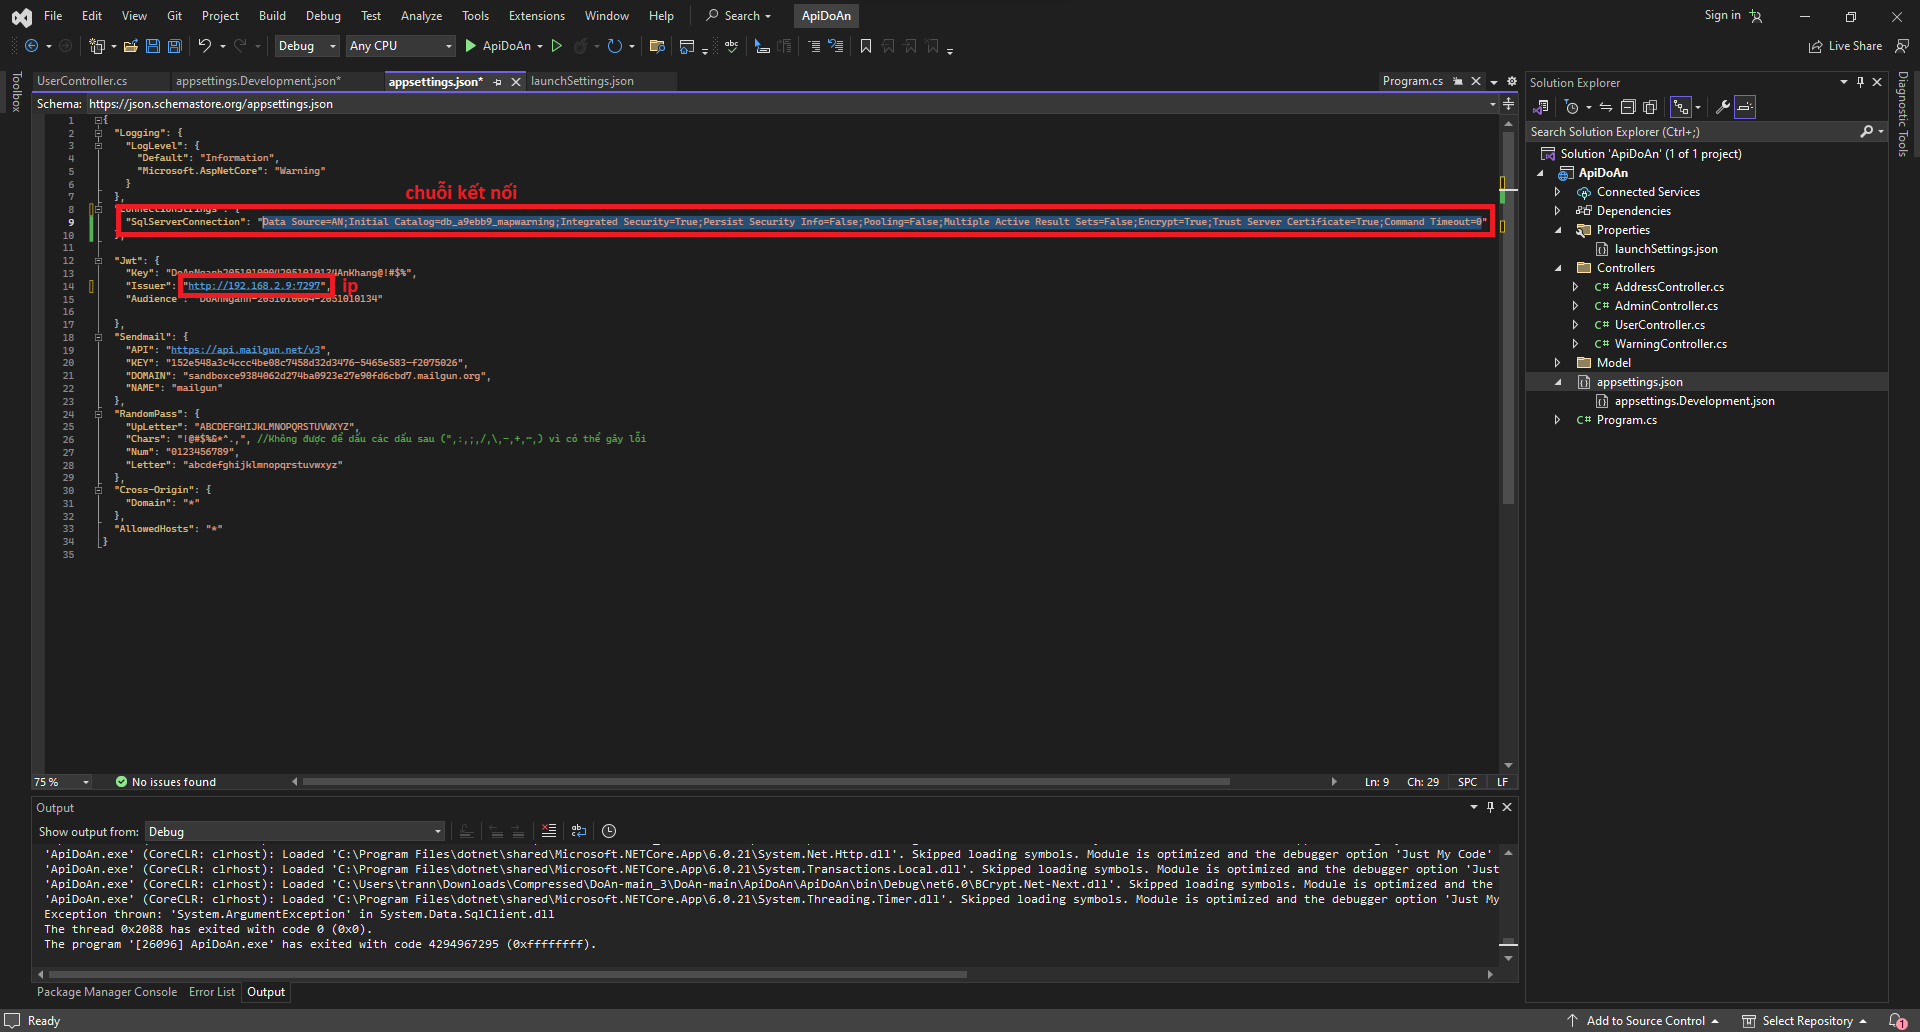 File Edit View Git Project Build Debug Test Analyze Tools Extensions Window Help Search ApiDoAn Sign in
Debug Any CPU ApiDoAn Live Share
Toolbox
UserController.cs appsettings.Development.json* appsettings.json* launchSettings.json Program.cs
Schema: https://json.schemastore.org/appsettings.json
1 {
2 "Logging": {
3 "LogLevel": {
4 "Default": "Information",
5 "Microsoft.AspNetCore": "Warning"
6 }
7 },
chuỗi kết nối
8 "ConnectionStrings": {
9 "SqlServerConnection": "Data Source=AN;Initial Catalog=db_a9ebb9_mapwarning;Integrated Security=True;Persist Security Info=False;Pooling=False;Multiple Active Result Sets=False;Encrypt=True;Trust Server Certificate=True;Command Timeout=0"
10 },
11
12 "Jwt": {
13 "Key": "DoAnNganh20510100042051010134AnKhang@!#$%",
14 "Issuer": "http://192.168.2.9:7297", ip
15 "Audience": "DoAnNganh-2051010004-2051010134"
16
17 },
18 "Sendmail": {
19 "API": "https://api.mailgun.net/v3",
20 "KEY": "152e548a3c4ccc4be08c7458d32d3476-5465e583-f2075026",
21 "DOMAIN": "sandboxce9384062d274ba0923e27e90fd6cbd7.mailgun.org",
22 "NAME": "mailgun"
23 },
24 "RandomPass": {
25 "UpLetter": "ABCDEFGHIJKLMNOPQRSTUVWXYZ",
26 "Chars": "!@#$%&*^.,", //Không được để dấu các dấu sau (",:,;,/,\,-,+,~,) vì có thể gây lỗi
27 "Num": "0123456789",
28 "Letter": "abcdefghijklmnopqrstuvwxyz"
29 },
30 "Cross-Origin": {
31 "Domain": "*"
32 },
33 "AllowedHosts": "*"
34 }
35
75 % No issues found Ln: 9 Ch: 29 SPC LF
Output
Show output from: Debug
'ApiDoAn.exe' (CoreCLR: clrhost): Loaded 'C:\Program Files\dotnet\shared\Microsoft.NETCore.App\6.0.21\System.Net.Http.dll'. Skipped loading symbols. Module is optimized and the debugger option 'Just My Code'
'ApiDoAn.exe' (CoreCLR: clrhost): Loaded 'C:\Program Files\dotnet\shared\Microsoft.NETCore.App\6.0.21\System.Transactions.Local.dll'. Skipped loading symbols. Module is optimized and the debugger option 'Just
'ApiDoAn.exe' (CoreCLR: clrhost): Loaded 'C:\Users\trann\Downloads\Compressed\DoAn-main_3\DoAn-main\ApiDoAn\ApiDoAn\bin\Debug\net6.0\BCrypt.Net-Next.dll'. Skipped loading symbols. Module is optimized and the
'ApiDoAn.exe' (CoreCLR: clrhost): Loaded 'C:\Program Files\dotnet\shared\Microsoft.NETCore.App\6.0.21\System.Threading.Timer.dll'. Skipped loading symbols. Module is optimized and the debugger option 'Just My
Exception thrown: 'System.ArgumentException' in System.Data.SqlClient.dll
The thread 0x2088 has exited with code 0 (0x0).
The program '[26096] ApiDoAn.exe' has exited with code 4294967295 (0xffffffff).
Package Manager Console Error List Output
Solution Explorer
Search Solution Explorer (Ctrl+;)
Solution 'ApiDoAn' (1 of 1 project)
ApiDoAn
Connected Services
Dependencies
Properties
launchSettings.json
Controllers
C# AddressController.cs
C# AdminController.cs
C# UserController.cs
C# WarningController.cs
Model
appsettings.json
appsettings.Development.json
C# Program.cs
Diagnostic Tools
Ready Add to Source Control Select Repository 1